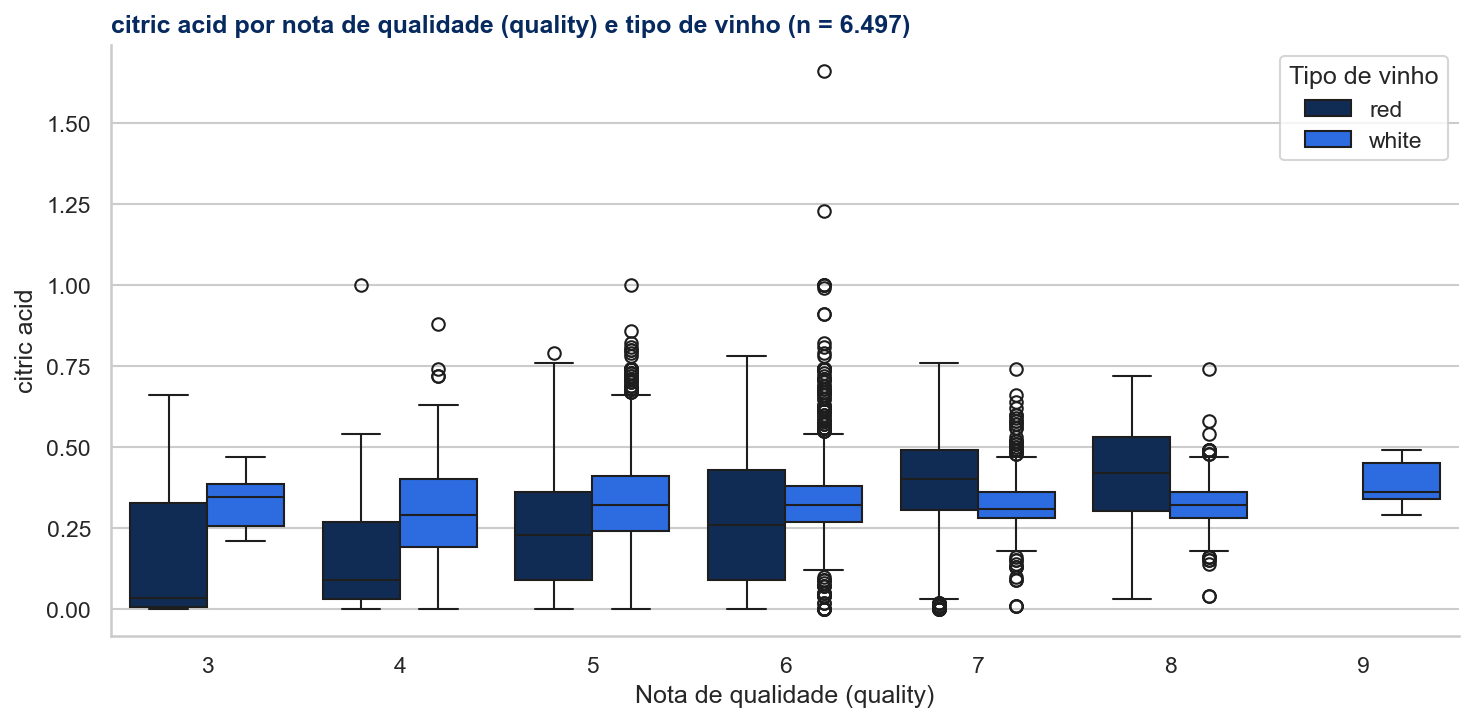 citric acid por nota de qualidade (quality) e tipo de vinho (n = 6.497)
Tipo de vinho
red
white
citric acid
1.50
1.25
1.00
0.75
0.50
0.25
0.00
3 4 5 6 7 8 9
Nota de qualidade (quality)